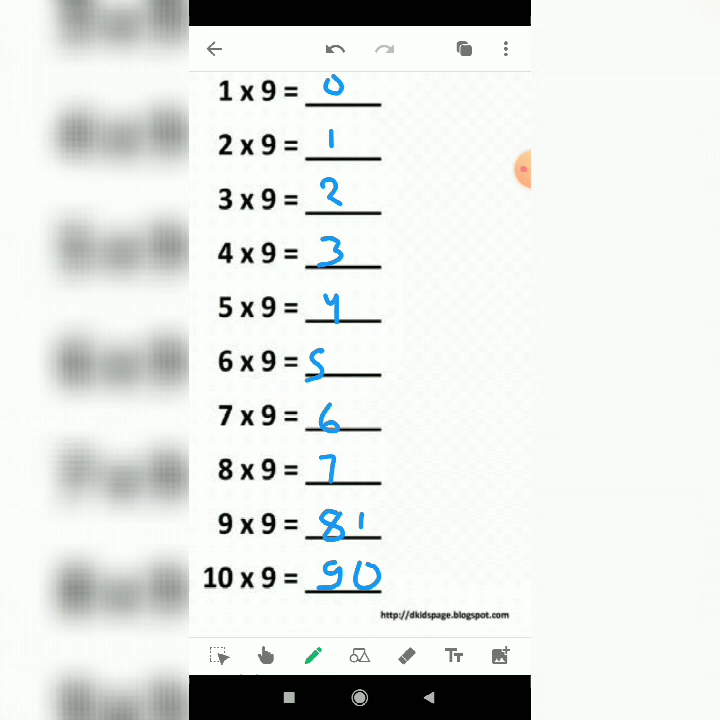 1 x 9 = 0
2 x 9 = 1
3 x 9 = 2
4 x 9 = 3
5 x 9 = 4
6 x 9 = 5
7 x 9 = 6
8 x 9 = 7
9 x 9 = 81
10 x 9 = 90
http://dkidspage.blogspot.com
Tт